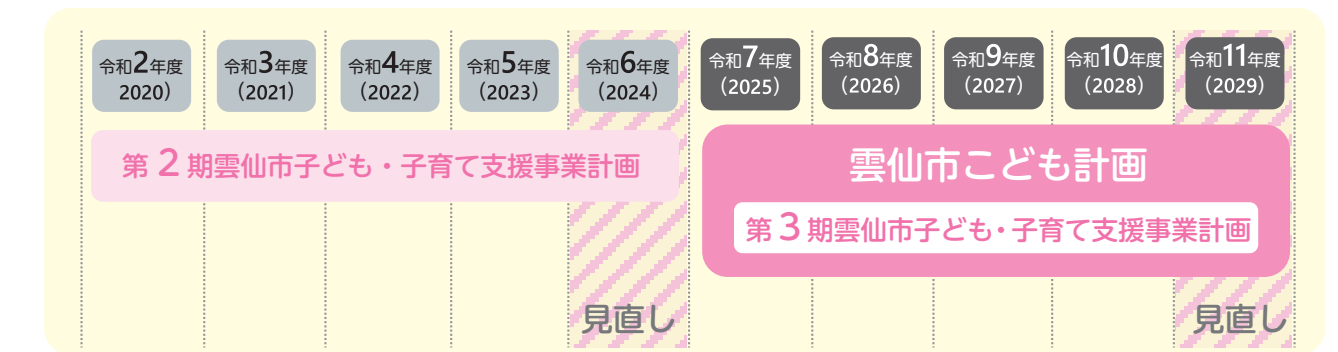 令和2年度
2020）
令和3年度
（2021）
令和4年度
（2022）
令和5年度
（2023）
令和6年度
（2024）
令和7年度
（2025）
令和8年度
（2026）
令和9年度
（2027）
令和10年度
（2028）
令和11年度
（2029）
第2期雲仙市子ども・子育て支援事業計画
雲仙市こども計画
第3期雲仙市子ども・子育て支援事業計画
見直し
見直し